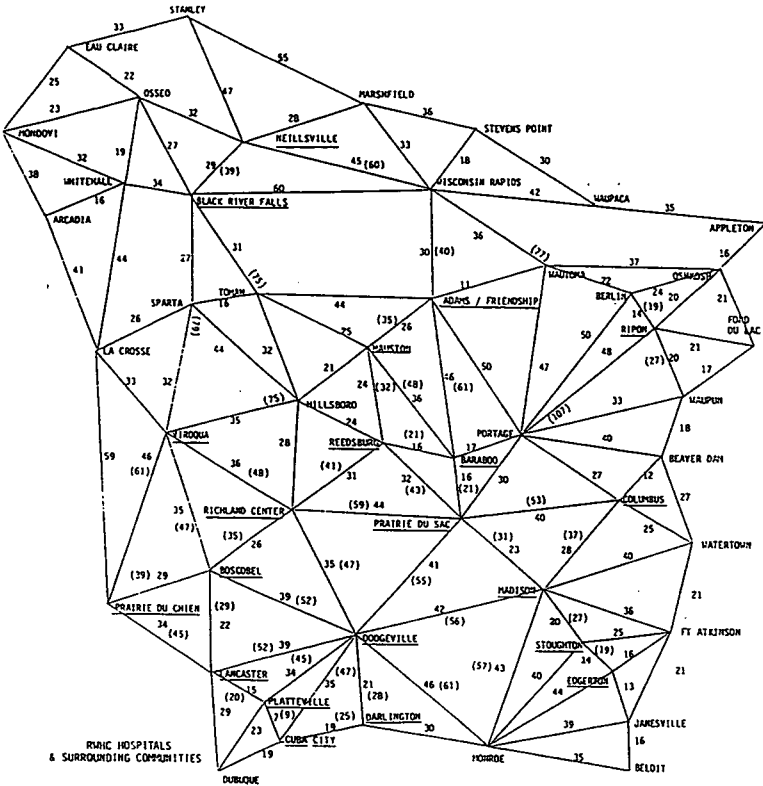 STANLEY
33
EAU CLAIRE
55
25
22
47
MARSHFIELD
OSSEO
23
32
28
36
MONDOVI
NEILLSVILLE
STEVENS POINT
27
33
18
30
32
19
29 (39)
45 (60)
38
WHITEHALL
34
WISCONSIN RAPIDS
16
60
42
WAUPACA
BLACK RIVER FALLS
35
ARCADIA
APPLETON
36
31
30 (40)
(77)
16
44
27
37
41
WAUTOMA
OSHKOSH
(75)
TOMAH
11
22
24
SPARTA
16
44
ADAMS / FRIENDSHIP
BERLIN
20
21
14 (19)
26
(79)
(35)
26
RIPON
FOND DU LAC
25
50
LA CROSSE
MAUSTON
50
48
21
44
32
21
(27)
20
17
33
32
24
(32)
(48)
46
(61)
47
36
(75)
HILLSBORO
(107)
33
WAUPUN
35
24
(21)
PORTAGE
VIROQUA
REEDSBURG
16
17
18
40
59
46
(61)
28
BARABOO
BEAVER DAM
36
(48)
(41)
31
32
(43)
16
(21)
30
27
12
27
35
(47)
(59) 44
(53)
COLUMBUS
RICHLAND CENTER
PRAIRIE DU SAC
40
25
(35)
26
(31)
23
(37)
28
WATERTOWN
35 (47)
41
(55)
40
(39) 29
BOSCOBEL
39 (52)
MADISON
21
PRAIRIE DU CHIEN
(29)
22
42
(56)
36
34
(45)
20
(27)
DODGEVILLE
STOUGHTON
25
FT ATKINSON
(52) 39
(45)
(47)
(57) 43
(19)
14
16
LANCASTER
34
35
21
(28)
40
EDGERTON
21
(20)
15
46 (61)
44
13
PLATTEVILLE
29
7 (9)
(25)
DARLINGTON
23
19
39
JANESVILLE
CUBA CITY
30
RWHC HOSPITALS
& SURROUNDING COMMUNITIES
19
MONROE
16
35
DUBUQUE
BELOIT